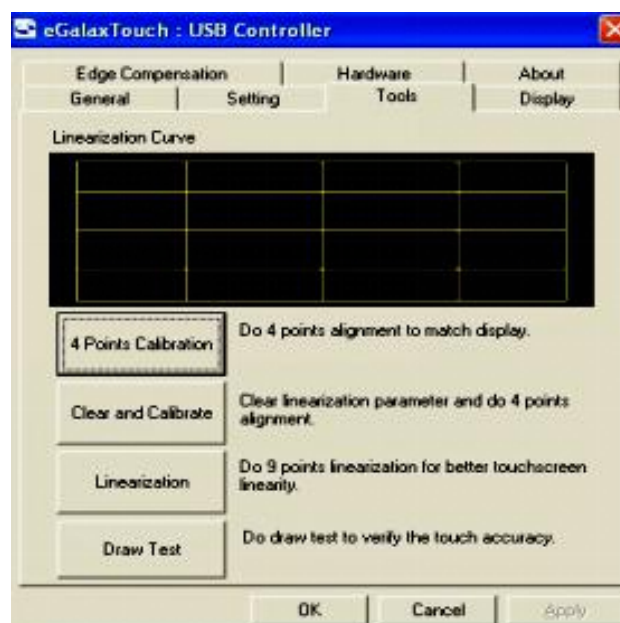 eGalaxTouch : USB Controller
Edge Compensation Hardware About
General Setting Tools Display
Linearization Curve
4 Points Calibration Do 4 points alignment to match display.
Clear and Calibrate Clear linearization parameter and do 4 points
alignment.
Linearization Do 9 points linearization for better touchscreen
linearity.
Draw Test Do draw test to verify the touch accuracy.
OK Cancel Apply